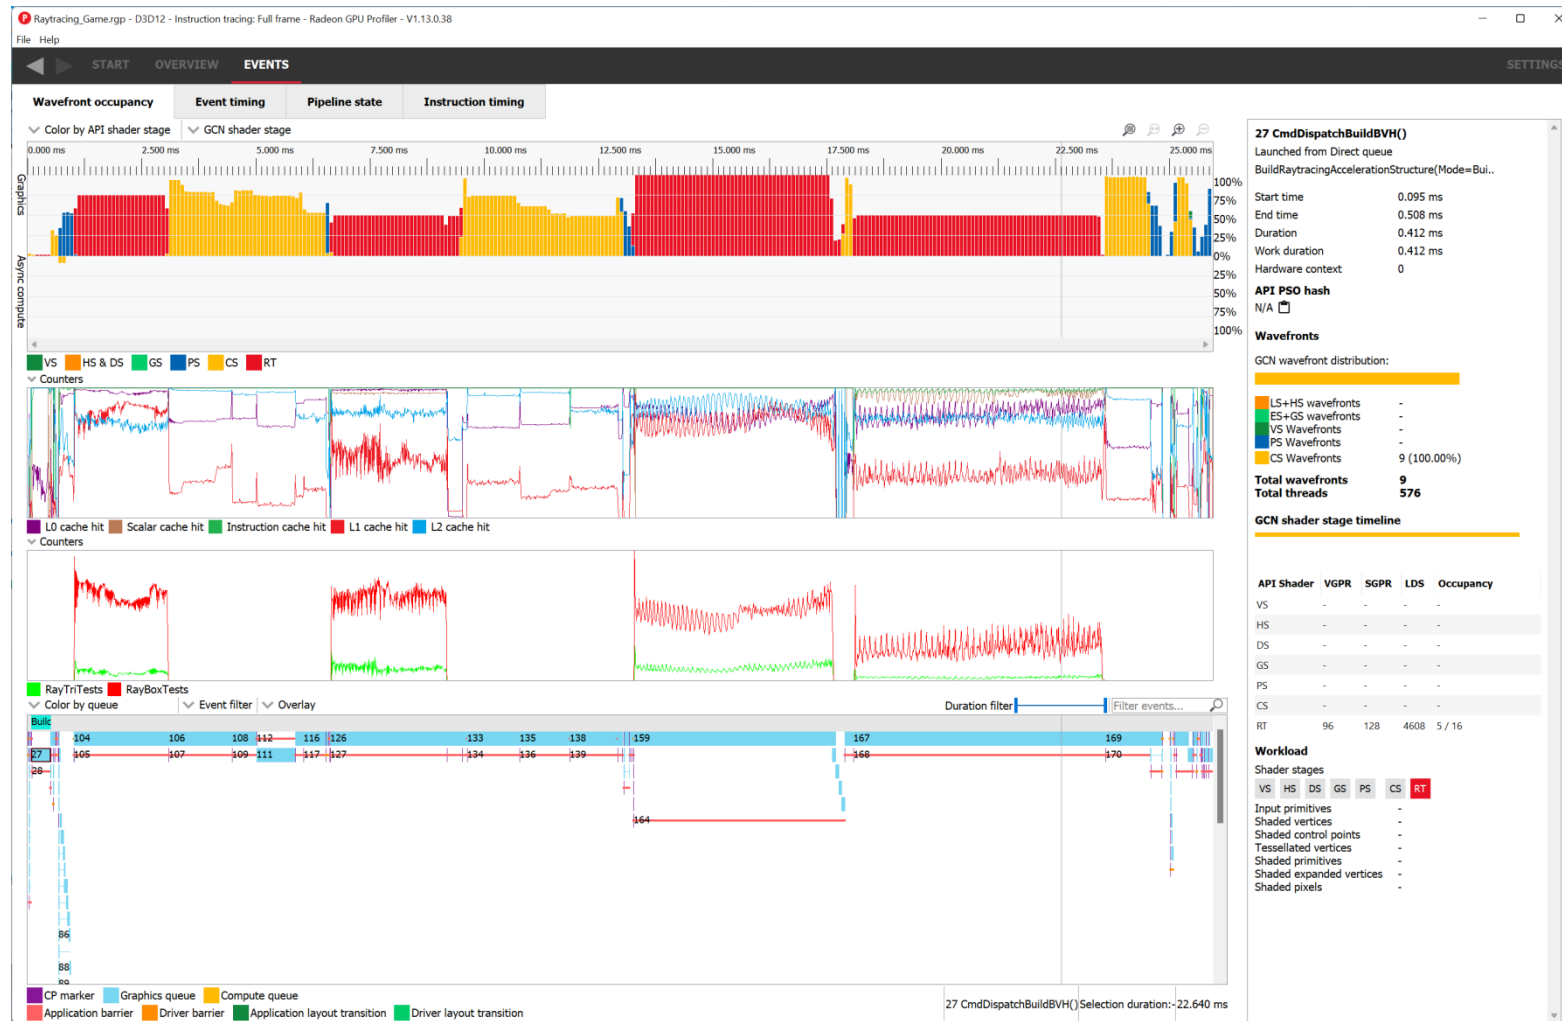 Raytracing_Game.rgp - D3D12 - Instruction tracing: Full frame - Radeon GPU Profiler - V1.13.0.38
File Help
START OVERVIEW EVENTS SETTINGS
Wavefront occupancy Event timing Pipeline state Instruction timing
Color by API shader stage GCN shader stage
0.000 ms 2.500 ms 5.000 ms 7.500 ms 10.000 ms 12.500 ms 15.000 ms 17.500 ms 20.000 ms 22.500 ms 25.000 ms
Graphics
100%
75%
50%
25%
0%
Async compute
25%
50%
75%
100%
VS HS & DS GS PS CS RT
Counters
L0 cache hit Scalar cache hit Instruction cache hit L1 cache hit L2 cache hit
Counters
RayTriTests RayBoxTests
Color by queue Event filter Overlay Duration filter Filter events...
Builc
104 106 108 112 116 126 133 135 138 159 167 169
27 105 107 109 111 117 127 134 136 139 168 170
28
164
86
88
89
CP marker Graphics queue Compute queue
Application barrier Driver barrier Application layout transition Driver layout transition
27 CmdDispatchBuildBVH() Selection duration:- 22.640 ms
27 CmdDispatchBuildBVH()
Launched from Direct queue
BuildRaytracingAccelerationStructure(Mode=Bui..
Start time 0.095 ms
End time 0.508 ms
Duration 0.412 ms
Work duration 0.412 ms
Hardware context 0
API PSO hash
N/A
Wavefronts
GCN wavefront distribution:
LS+HS wavefronts -
ES+GS wavefronts -
VS Wavefronts -
PS Wavefronts -
CS Wavefronts 9 (100.00%)
Total wavefronts 9
Total threads 576
GCN shader stage timeline
API Shader VGPR SGPR LDS Occupancy
VS - - - -
HS - - - -
DS - - - -
GS - - - -
PS - - - -
CS - - - -
RT 96 128 4608 5 / 16
Workload
Shader stages
VS HS DS GS PS CS RT
Input primitives -
Shaded vertices -
Shaded control points -
Tessellated vertices -
Shaded primitives -
Shaded expanded vertices -
Shaded pixels -